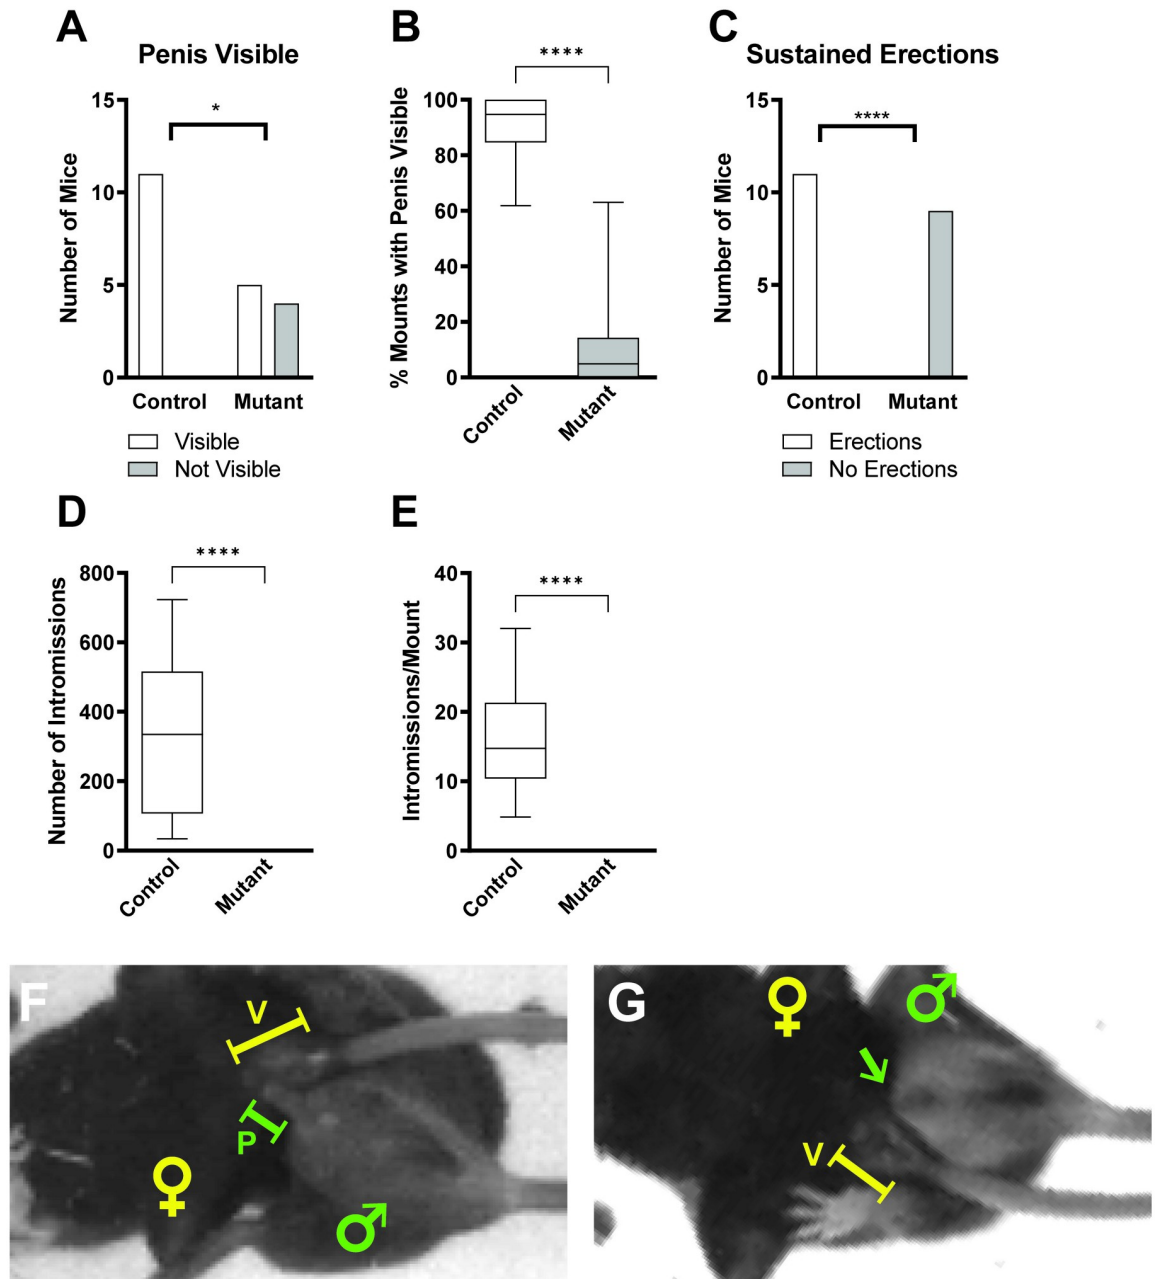 A
Penis Visible
15
10
5
0
Number of Mice
*
Control
Mutant
Visible
Not Visible
B
100
80
60
40
20
0
% Mounts with Penis Visible
****
Control
Mutant
C
Sustained Erections
15
10
5
0
Number of Mice
****
Control
Mutant
Erections
No Erections
D
800
600
400
200
0
Number of Intromissions
****
Control
Mutant
E
40
30
20
10
0
Intromissions/Mount
****
Control
Mutant
F
V
P
♀
♂
G
♀
♂
V